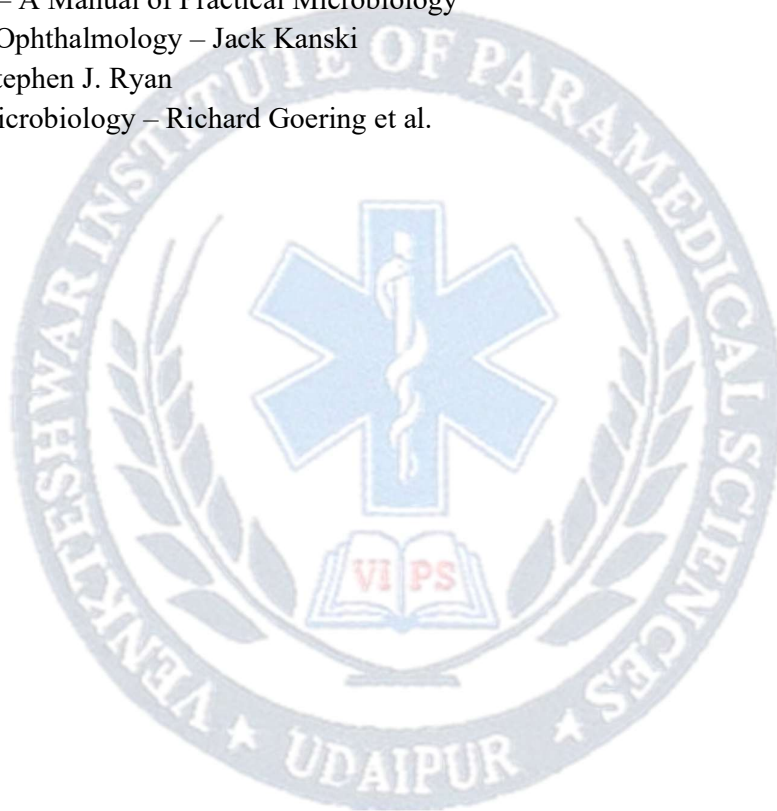 – A Manual of Practical Microbiology
Ophthalmology – Jack Kanski
tephen J. Ryan
icrobiology – Richard Goering et al.
VENKTESHWAR INSTITUTE OF PARAMEDICAL SCIENCES
VIPS
UDAIPUR